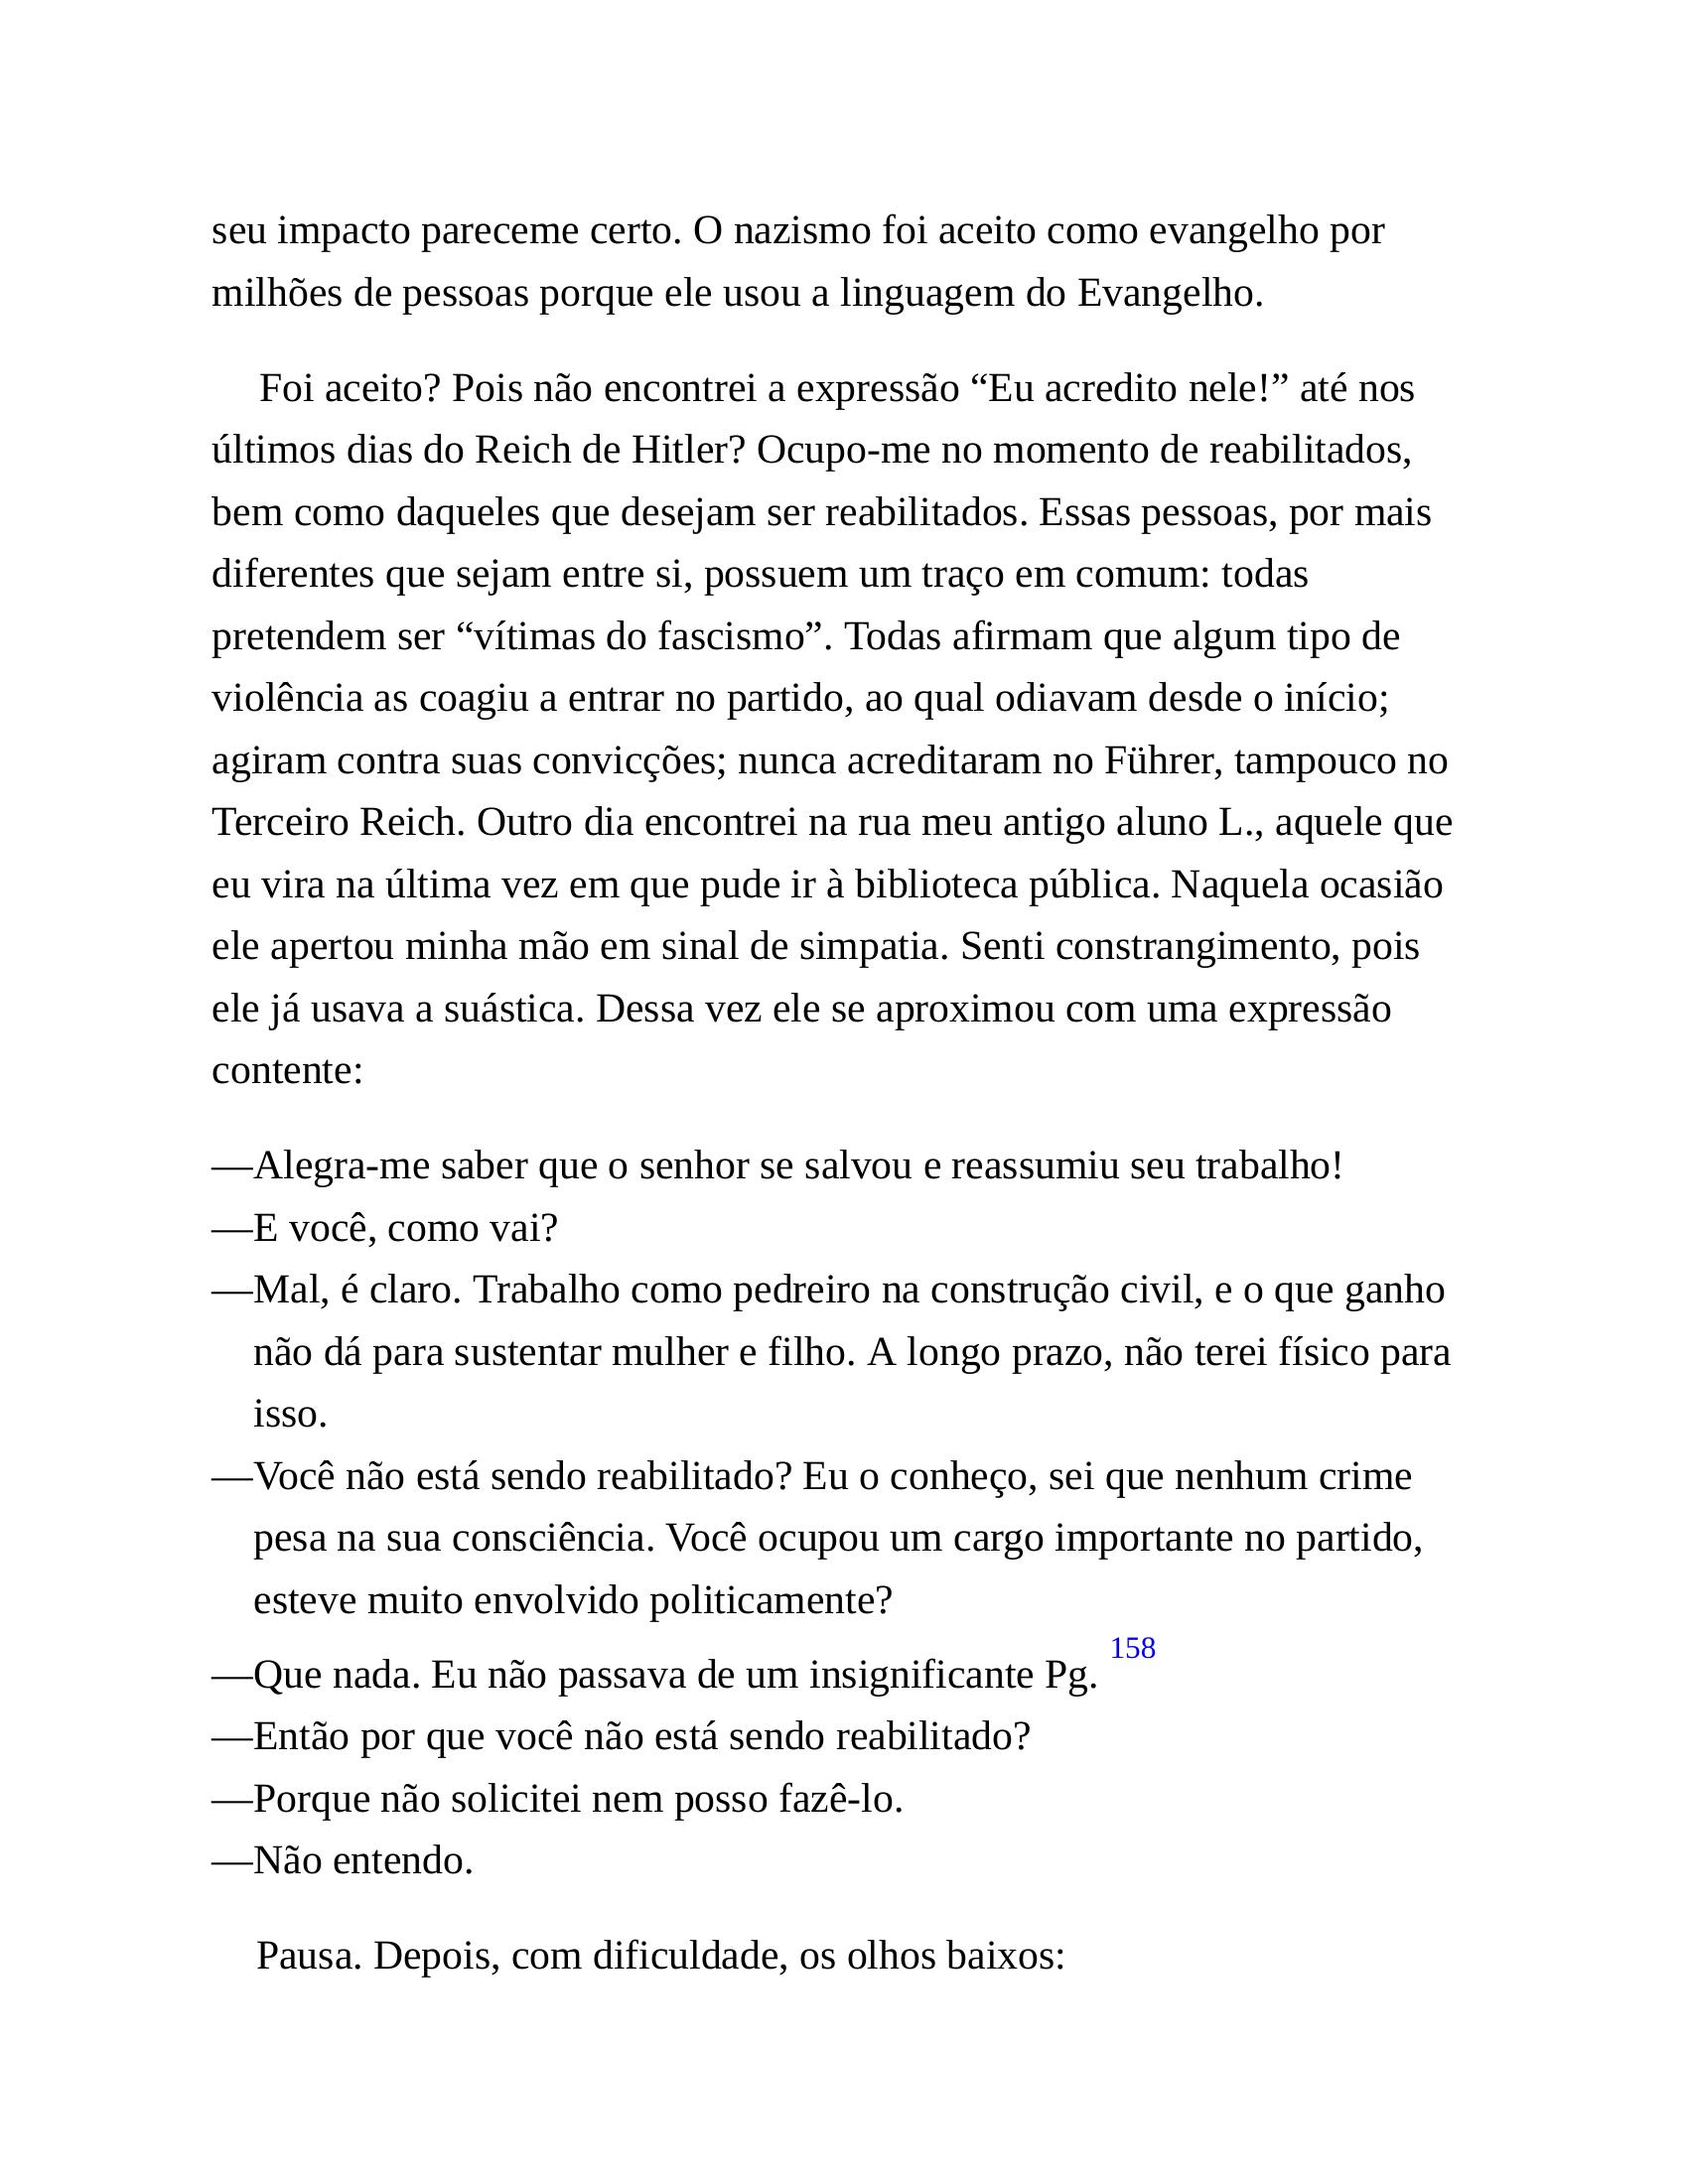 seu impacto pareceme certo. O nazismo foi aceito como evangelho por
milhões de pessoas porque ele usou a linguagem do Evangelho.
Foi aceito? Pois não encontrei a expressão “Eu acredito nele!” até nos
últimos dias do Reich de Hitler? Ocupo-me no momento de reabilitados,
bem como daqueles que desejam ser reabilitados. Essas pessoas, por mais
diferentes que sejam entre si, possuem um traço em comum: todas
pretendem ser “vítimas do fascismo”. Todas afirmam que algum tipo de
violência as coagiu a entrar no partido, ao qual odiavam desde o início;
agiram contra suas convicções; nunca acreditaram no Führer, tampouco no
Terceiro Reich. Outro dia encontrei na rua meu antigo aluno L., aquele que
eu vira na última vez em que pude ir à biblioteca pública. Naquela ocasião
ele apertou minha mão em sinal de simpatia. Senti constrangimento, pois
ele já usava a suástica. Dessa vez ele se aproximou com uma expressão
contente:
—Alegra-me saber que o senhor se salvou e reassumiu seu trabalho!
—E você, como vai?
—Mal, é claro. Trabalho como pedreiro na construção civil, e o que ganho
não dá para sustentar mulher e filho. A longo prazo, não terei físico para
isso.
—Você não está sendo reabilitado? Eu o conheço, sei que nenhum crime
pesa na sua consciência. Você ocupou um cargo importante no partido,
esteve muito envolvido politicamente?
—Que nada. Eu não passava de um insignificante Pg. 158
—Então por que você não está sendo reabilitado?
—Porque não solicitei nem posso fazê-lo.
—Não entendo.
Pausa. Depois, com dificuldade, os olhos baixos: